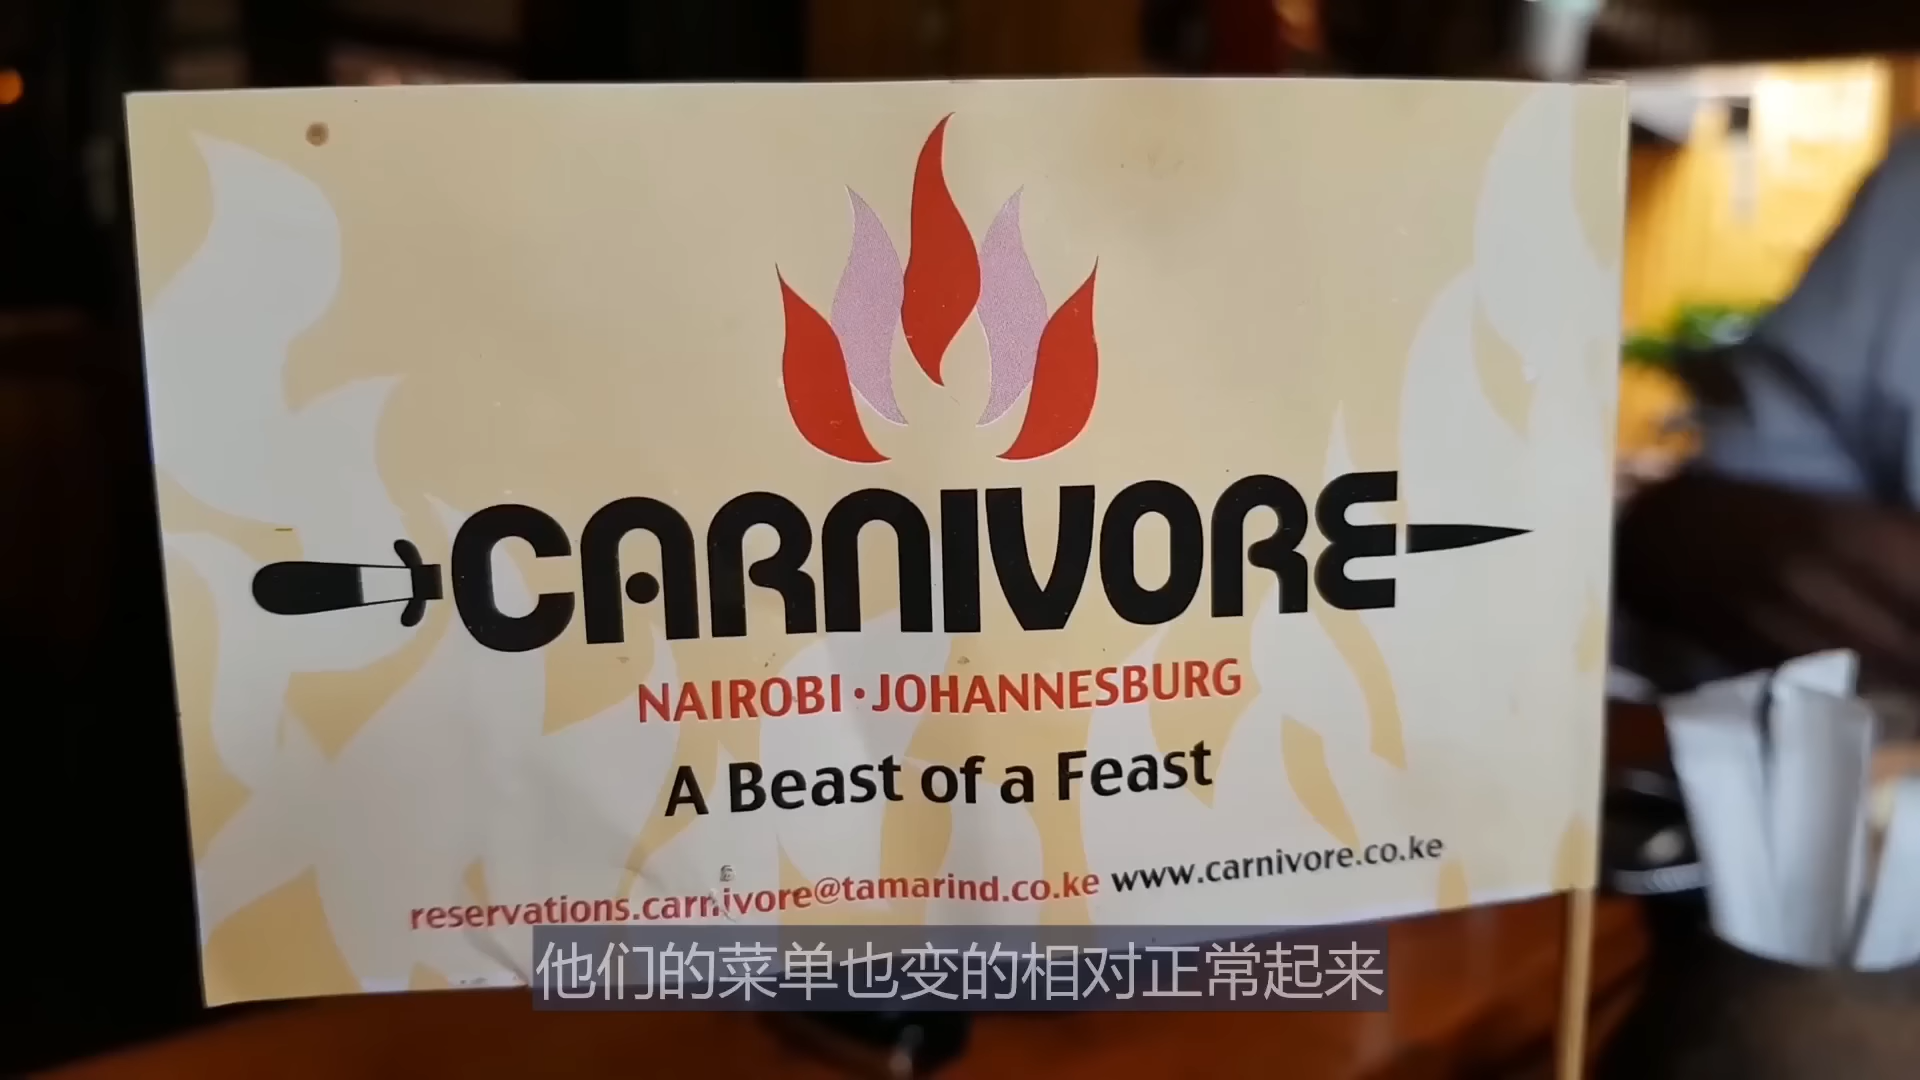 CARNIVORE
NAIROBI · JOHANNESBURG
A Beast of a Feast
reservations.carnivore@tamarind.co.ke www.carnivore.co.ke
他们的菜单也变的相对正常起来